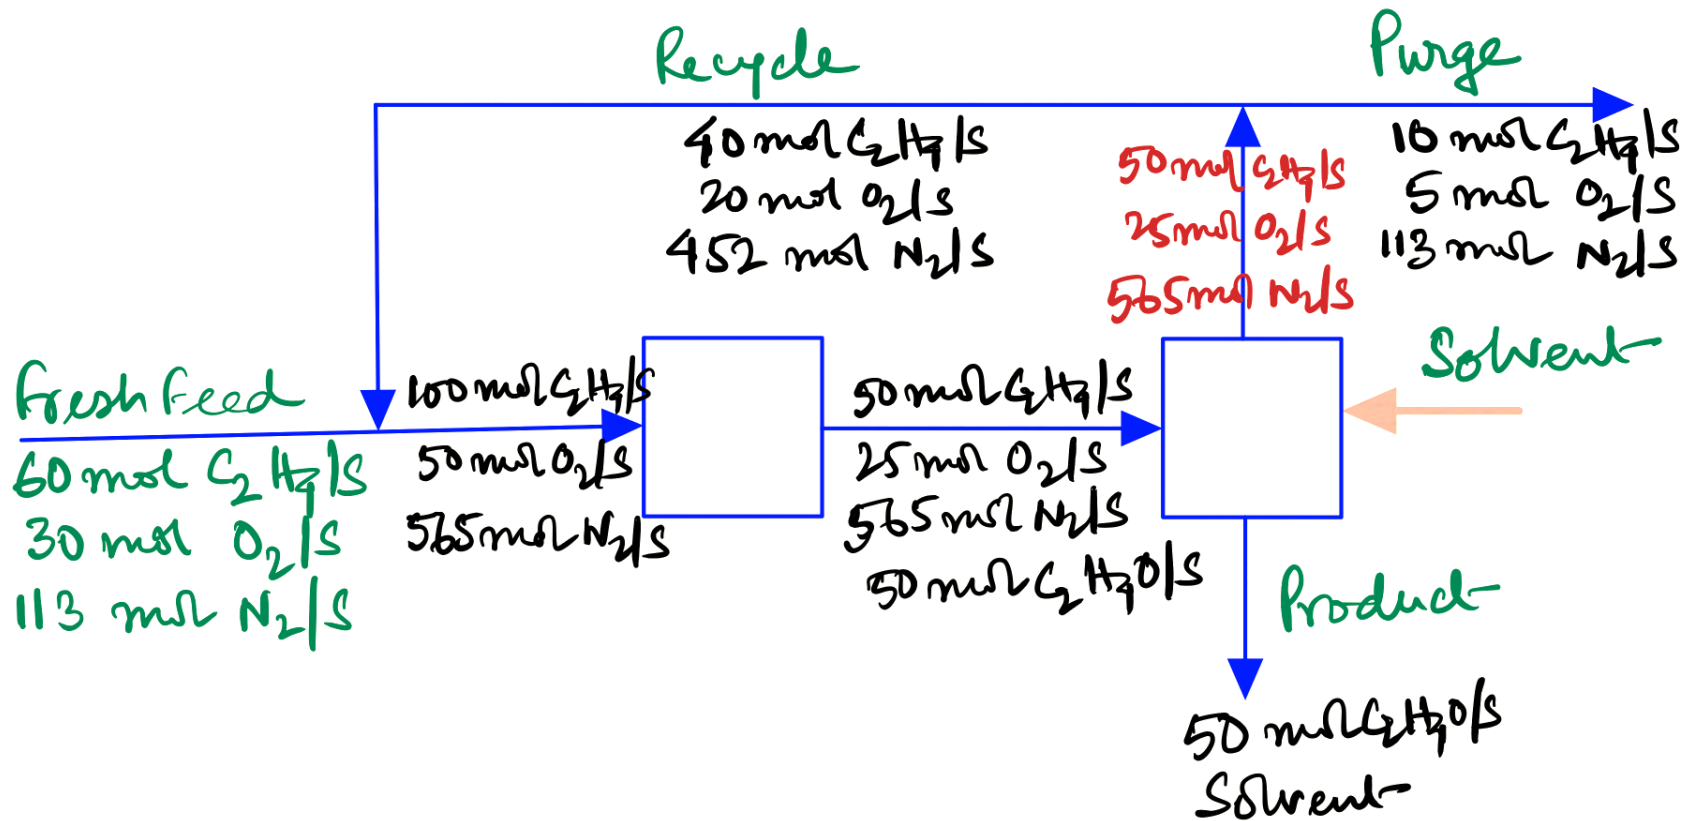 Recycle
40 mol C2H4/s
20 mol O2/s
452 mol N2/s
Purge
10 mol C2H4/s
5 mol O2/s
113 mol N2/s
50 mol C2H4/s
25 mol O2/s
565 mol N2/s
Solvent
Fresh Feed
60 mol C2H4/s
30 mol O2/s
113 mol N2/s
100 mol C2H4/s
50 mol O2/s
565 mol N2/s
50 mol C2H4/s
25 mol O2/s
565 mol N2/s
50 mol C2H4O/s
Product
50 mol C2H4O/s
Solvent